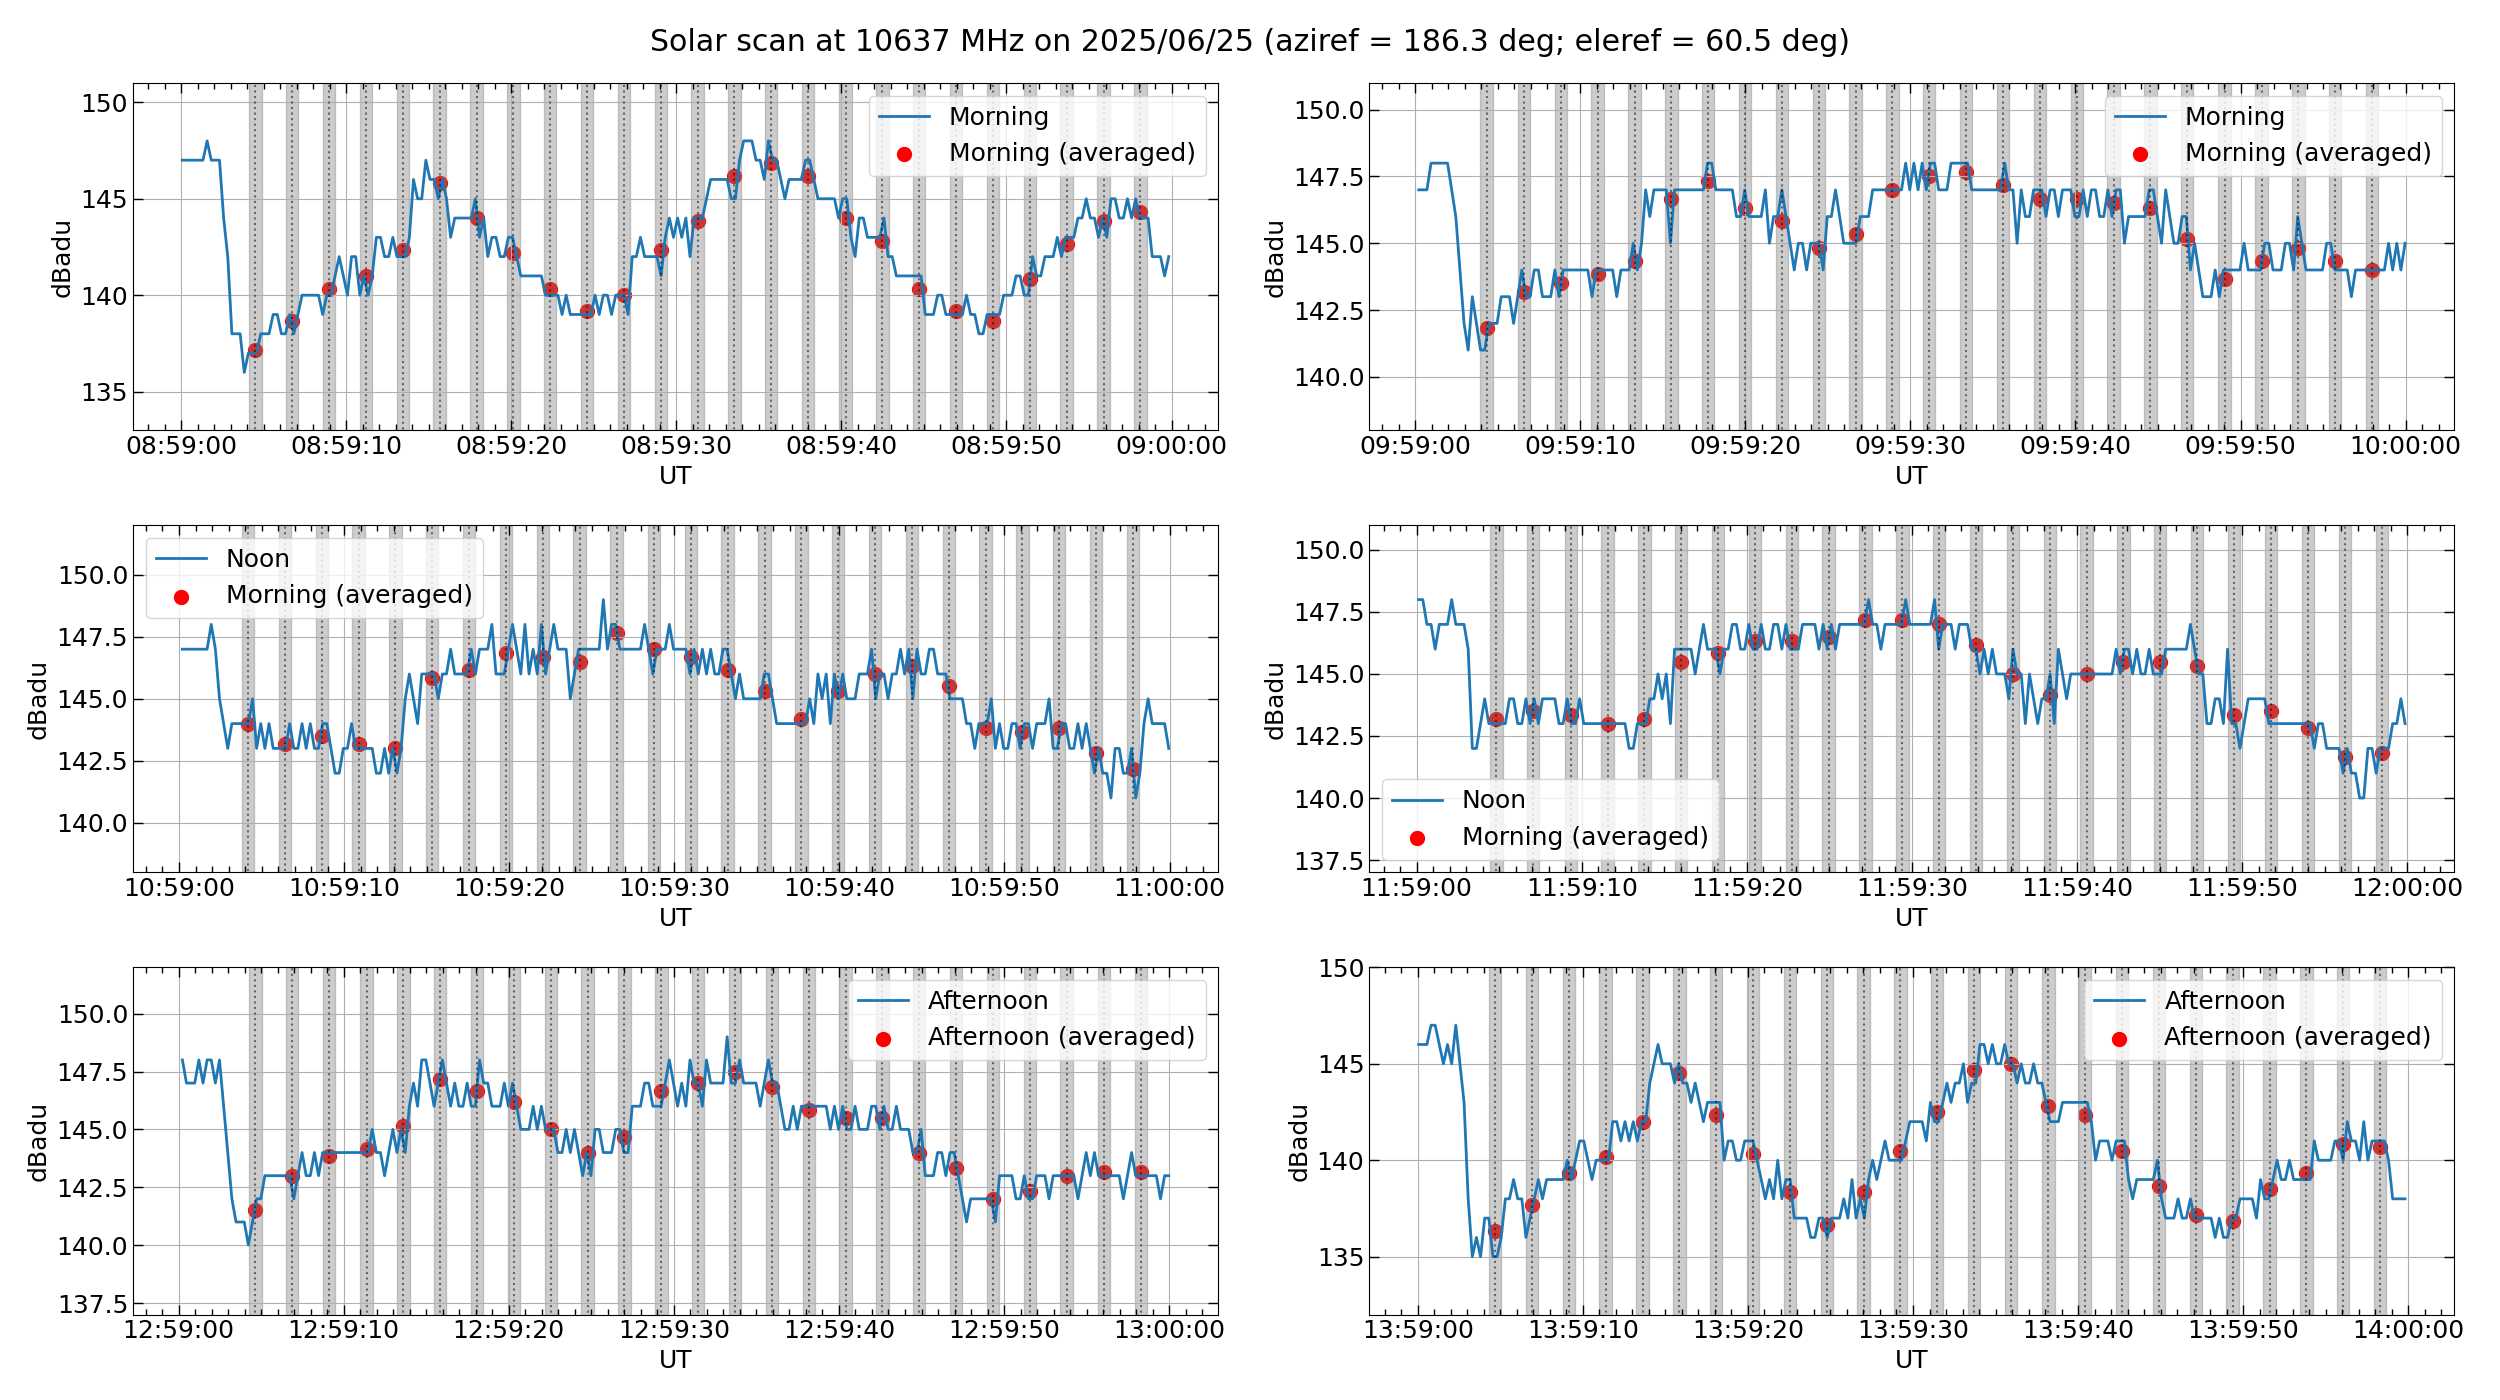 Solar scan at 10637 MHz on 2025/06/25 (aziref = 186.3 deg; eleref = 60.5 deg)
150
145
140
135
dBadu
Morning
Morning (averaged)
08:59:00 08:59:10 08:59:20 08:59:30 08:59:40 08:59:50 09:00:00
UT
150.0
147.5
145.0
142.5
140.0
dBadu
Morning
Morning (averaged)
09:59:00 09:59:10 09:59:20 09:59:30 09:59:40 09:59:50 10:00:00
UT
150.0
147.5
145.0
142.5
140.0
dBadu
Noon
Morning (averaged)
10:59:00 10:59:10 10:59:20 10:59:30 10:59:40 10:59:50 11:00:00
UT
150.0
147.5
145.0
142.5
140.0
137.5
dBadu
Noon
Morning (averaged)
11:59:00 11:59:10 11:59:20 11:59:30 11:59:40 11:59:50 12:00:00
UT
150.0
147.5
145.0
142.5
140.0
137.5
dBadu
Afternoon
Afternoon (averaged)
12:59:00 12:59:10 12:59:20 12:59:30 12:59:40 12:59:50 13:00:00
UT
150
145
140
135
dBadu
Afternoon
Afternoon (averaged)
13:59:00 13:59:10 13:59:20 13:59:30 13:59:40 13:59:50 14:00:00
UT